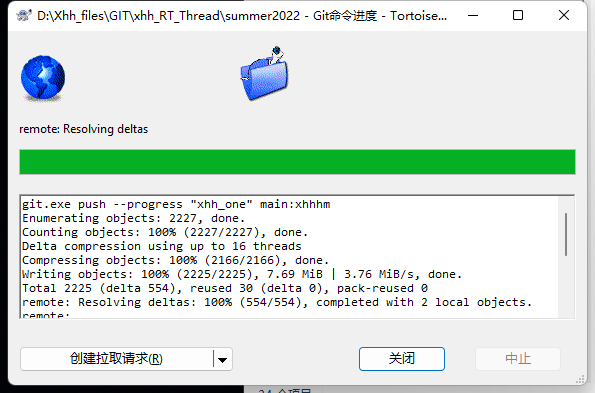 D:\Xhh_files\GIT\xhh_RT_Thread\summer2022 - Git命令进度 - Tortoise...
remote: Resolving deltas
git.exe push --progress "xhh_one" main:xhhhm
Enumerating objects: 2227, done.
Counting objects: 100% (2227/2227), done.
Delta compression using up to 16 threads
Compressing objects: 100% (2166/2166), done.
Writing objects: 100% (2225/2225), 7.69 MiB | 3.76 MiB/s, done.
Total 2225 (delta 554), reused 30 (delta 0), pack-reused 0
remote: Resolving deltas: 100% (554/554), completed with 2 local objects.
remote:
创建拉取请求(R)
关闭
中止